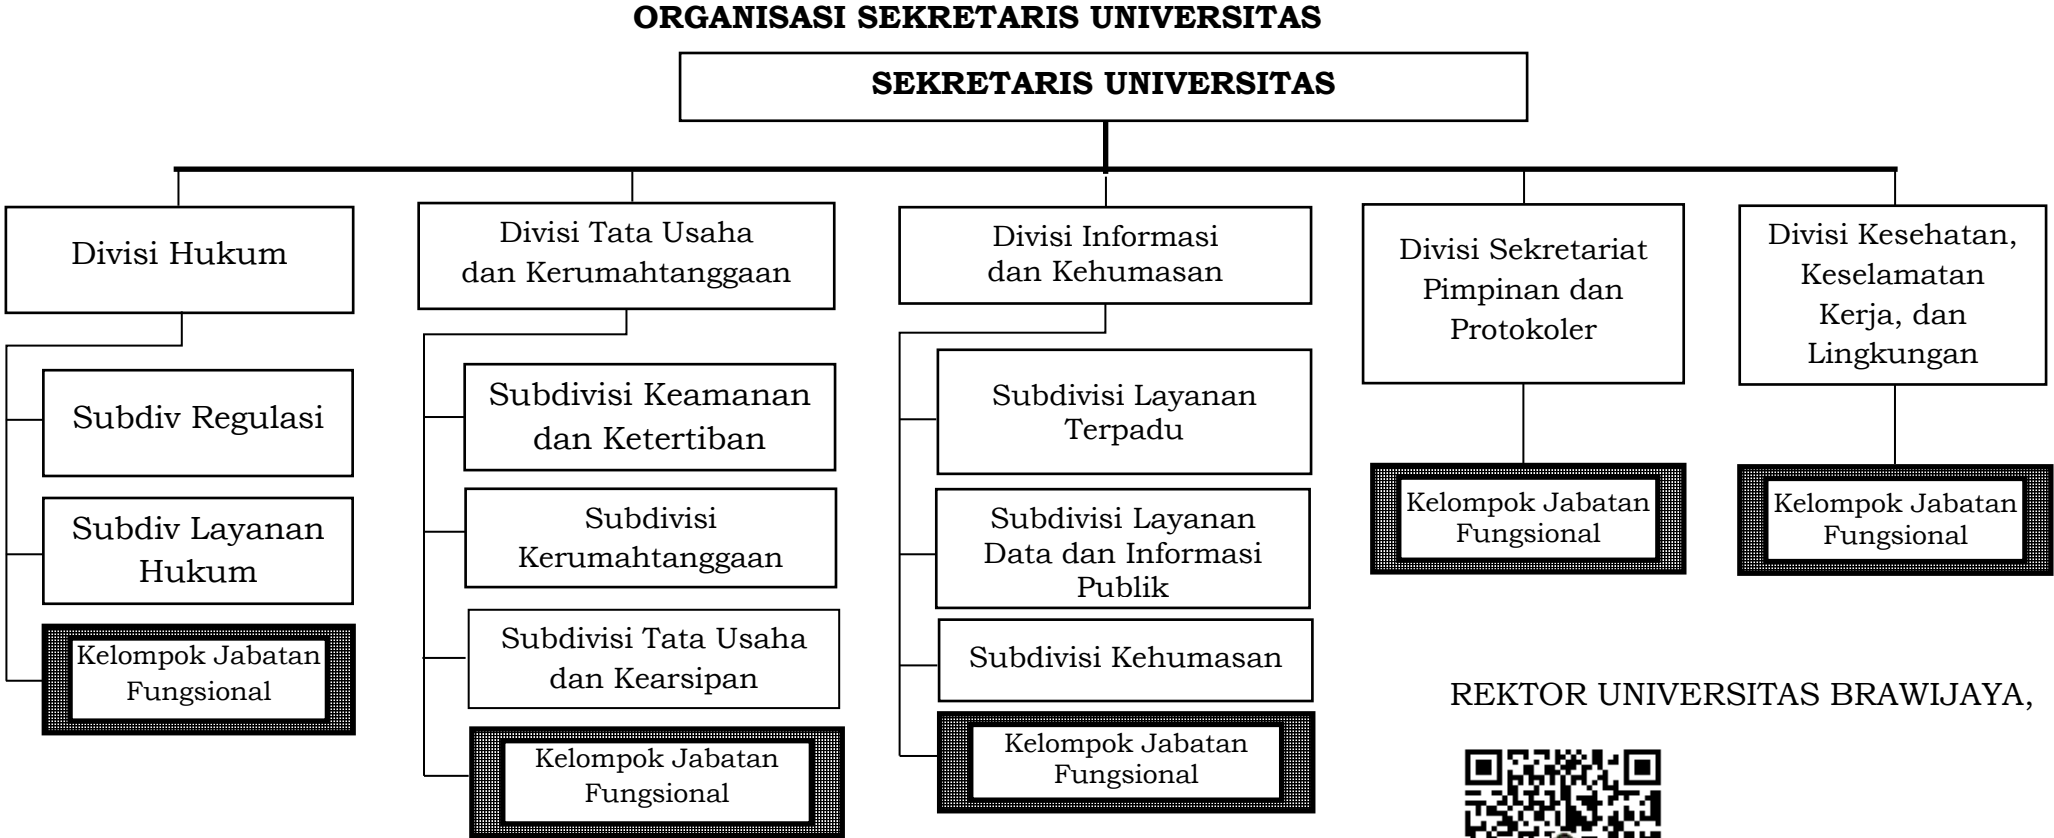 ORGANISASI SEKRETARIS UNIVERSITAS
SEKRETARIS UNIVERSITAS
Divisi Hukum
Subdiv Regulasi
Subdiv Layanan
Hukum
Kelompok Jabatan
Fungsional
Divisi Tata Usaha
dan Kerumahtanggaan
Subdivisi Keamanan
dan Ketertiban
Subdivisi
Kerumahtanggaan
Subdivisi Tata Usaha
dan Kearsipan
Kelompok Jabatan
Fungsional
Divisi Informasi
dan Kehumasan
Subdivisi Layanan
Terpadu
Subdivisi Layanan
Data dan Informasi
Publik
Subdivisi Kehumasan
Kelompok Jabatan
Fungsional
Divisi Sekretariat
Pimpinan dan
Protokoler
Kelompok Jabatan
Fungsional
Divisi Kesehatan,
Keselamatan
Kerja, dan
Lingkungan
Kelompok Jabatan
Fungsional
REKTOR UNIVERSITAS BRAWIJAYA,